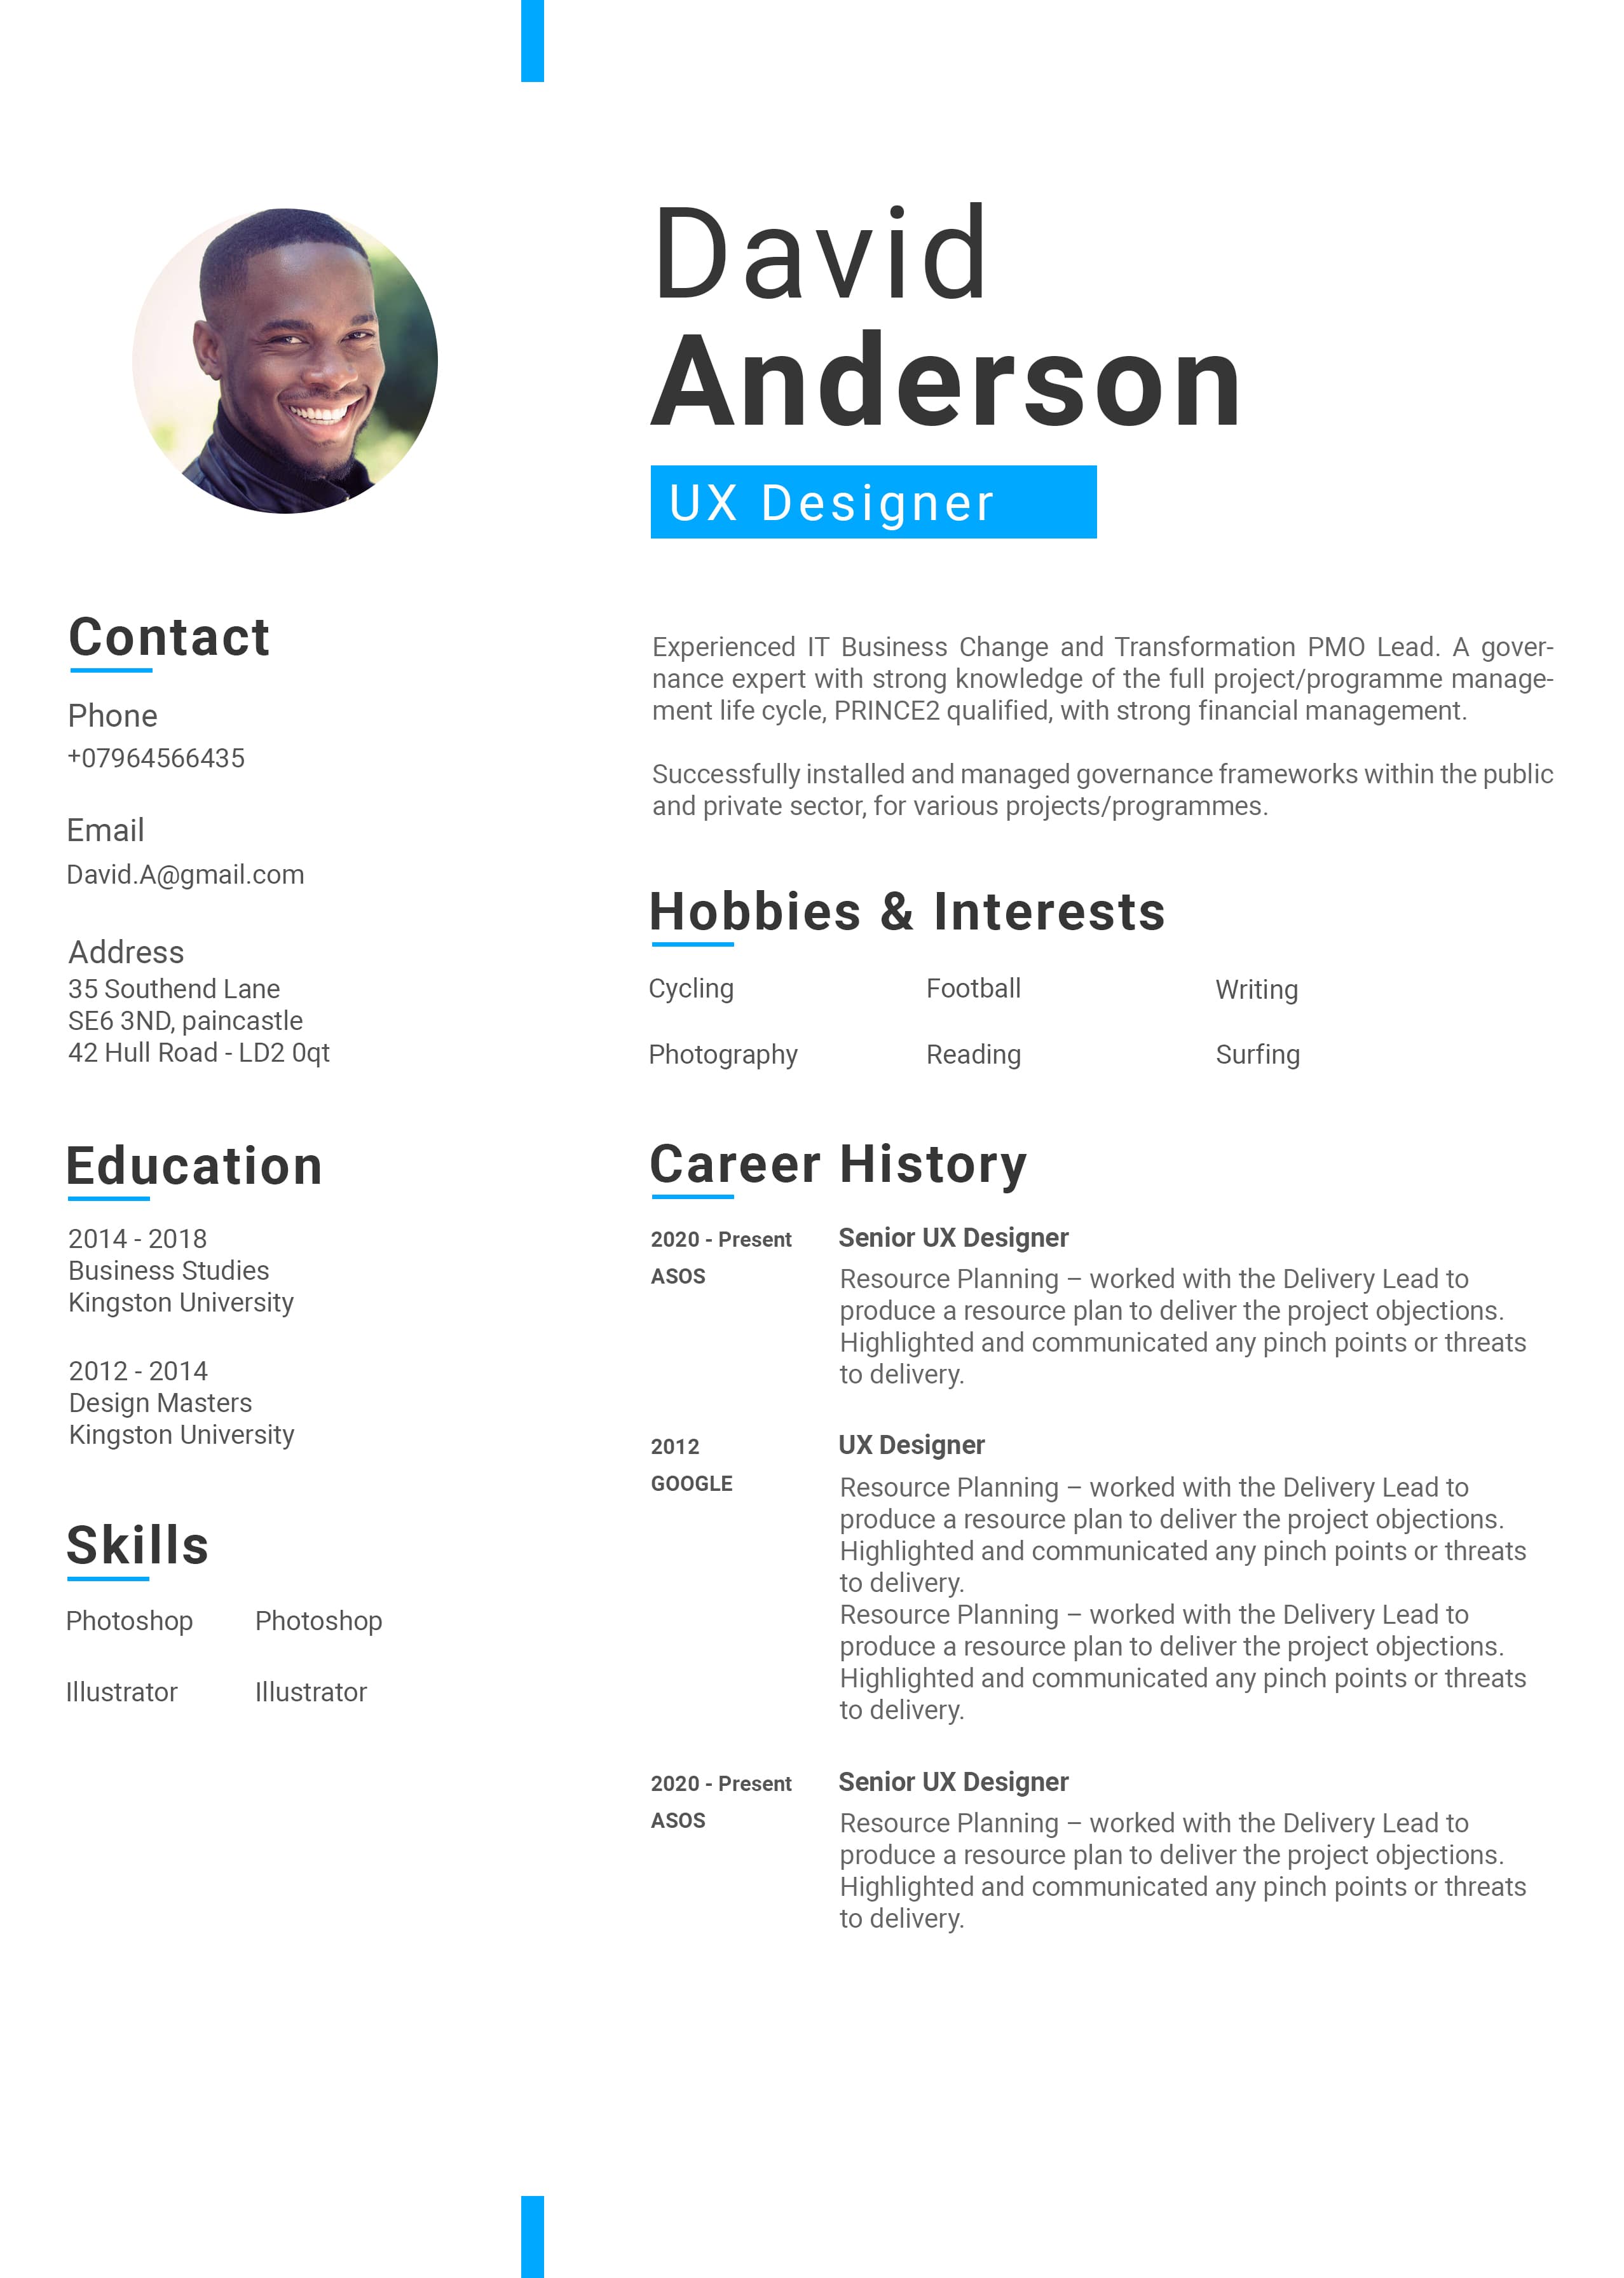 David
Anderson
UX Designer
Contact
Phone
+07964566435
Email
David.A@gmail.com
Address
35 Southend Lane
SE6 3ND, paincastle
42 Hull Road - LD2 0qt
Education
2014 - 2018
Business Studies
Kingston University
2012 - 2014
Design Masters
Kingston University
Skills
Photoshop Photoshop
Illustrator Illustrator
Experienced IT Business Change and Transformation PMO Lead. A gover-
nance expert with strong knowledge of the full project/programme manage-
ment life cycle, PRINCE2 qualified, with strong financial management.
Successfully installed and managed governance frameworks within the public
and private sector, for various projects/programmes.
Hobbies & Interests
Cycling Football Writing
Photography Reading Surfing
Career History
2020 - Present Senior UX Designer
ASOS
Resource Planning – worked with the Delivery Lead to
produce a resource plan to deliver the project objections.
Highlighted and communicated any pinch points or threats
to delivery.
2012 UX Designer
GOOGLE
Resource Planning – worked with the Delivery Lead to
produce a resource plan to deliver the project objections.
Highlighted and communicated any pinch points or threats
to delivery.
Resource Planning – worked with the Delivery Lead to
produce a resource plan to deliver the project objections.
Highlighted and communicated any pinch points or threats
to delivery.
2020 - Present Senior UX Designer
ASOS
Resource Planning – worked with the Delivery Lead to
produce a resource plan to deliver the project objections.
Highlighted and communicated any pinch points or threats
to delivery.